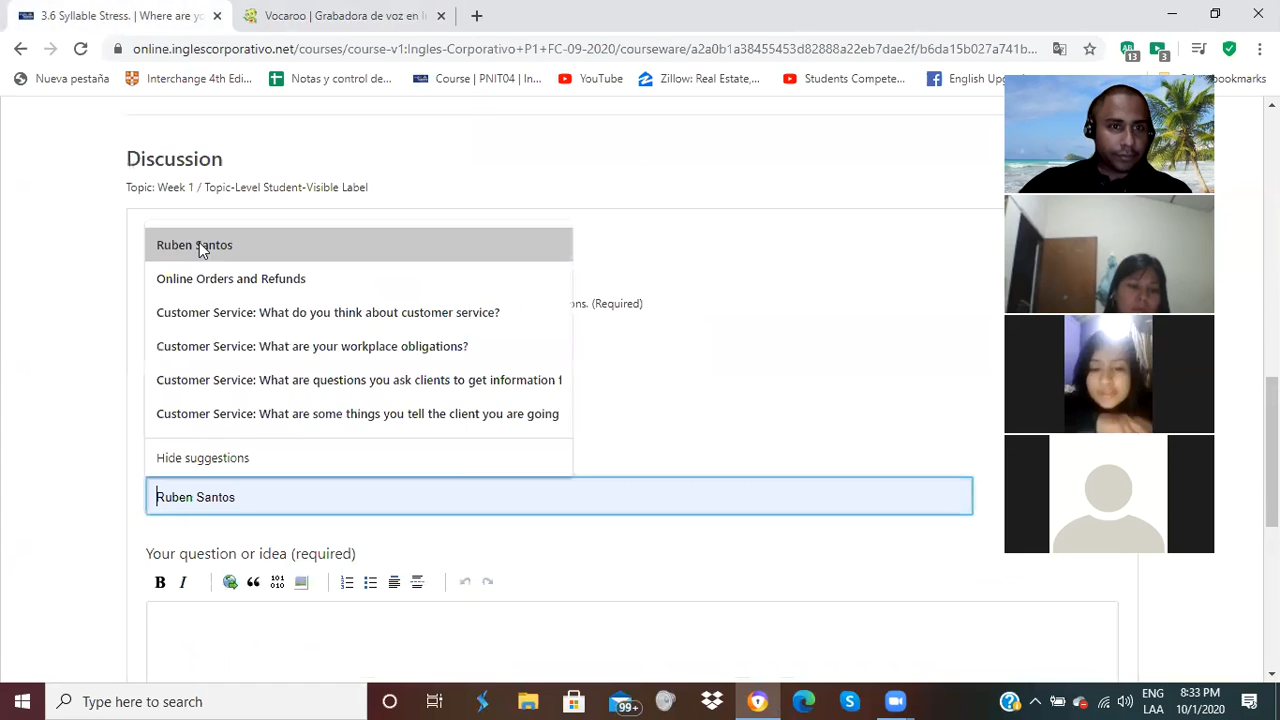 3.6 Syllable Stress. | Where are yo
Vocaroo | Grabadora de voz en l
online.inglescorporativo.net/courses/course-v1:Ingles-Corporativo+P1+FC-09-2020/courseware/a2a0b1a38455453d82888a22eb7dae2f/b6da15b027a741b...
13
3
Nueva pestaña
Interchange 4th Edi...
Notas y control de...
Course | PNIT04 | In...
YouTube
Zillow: Real Estate,...
Students Compete...
English Upg
bookmarks
Discussion
Topic: Week 1 / Topic-Level Student-Visible Label
Ruben Santos
Online Orders and Refunds
ns. (Required)
Customer Service: What do you think about customer service?
Customer Service: What are your workplace obligations?
Customer Service: What are questions you ask clients to get information f
Customer Service: What are some things you tell the client you are going
Hide suggestions
Ruben Santos
Your question or idea (required)
B I
101
010
Type here to search
99+
ENG
LAA
8:33 PM
10/1/2020